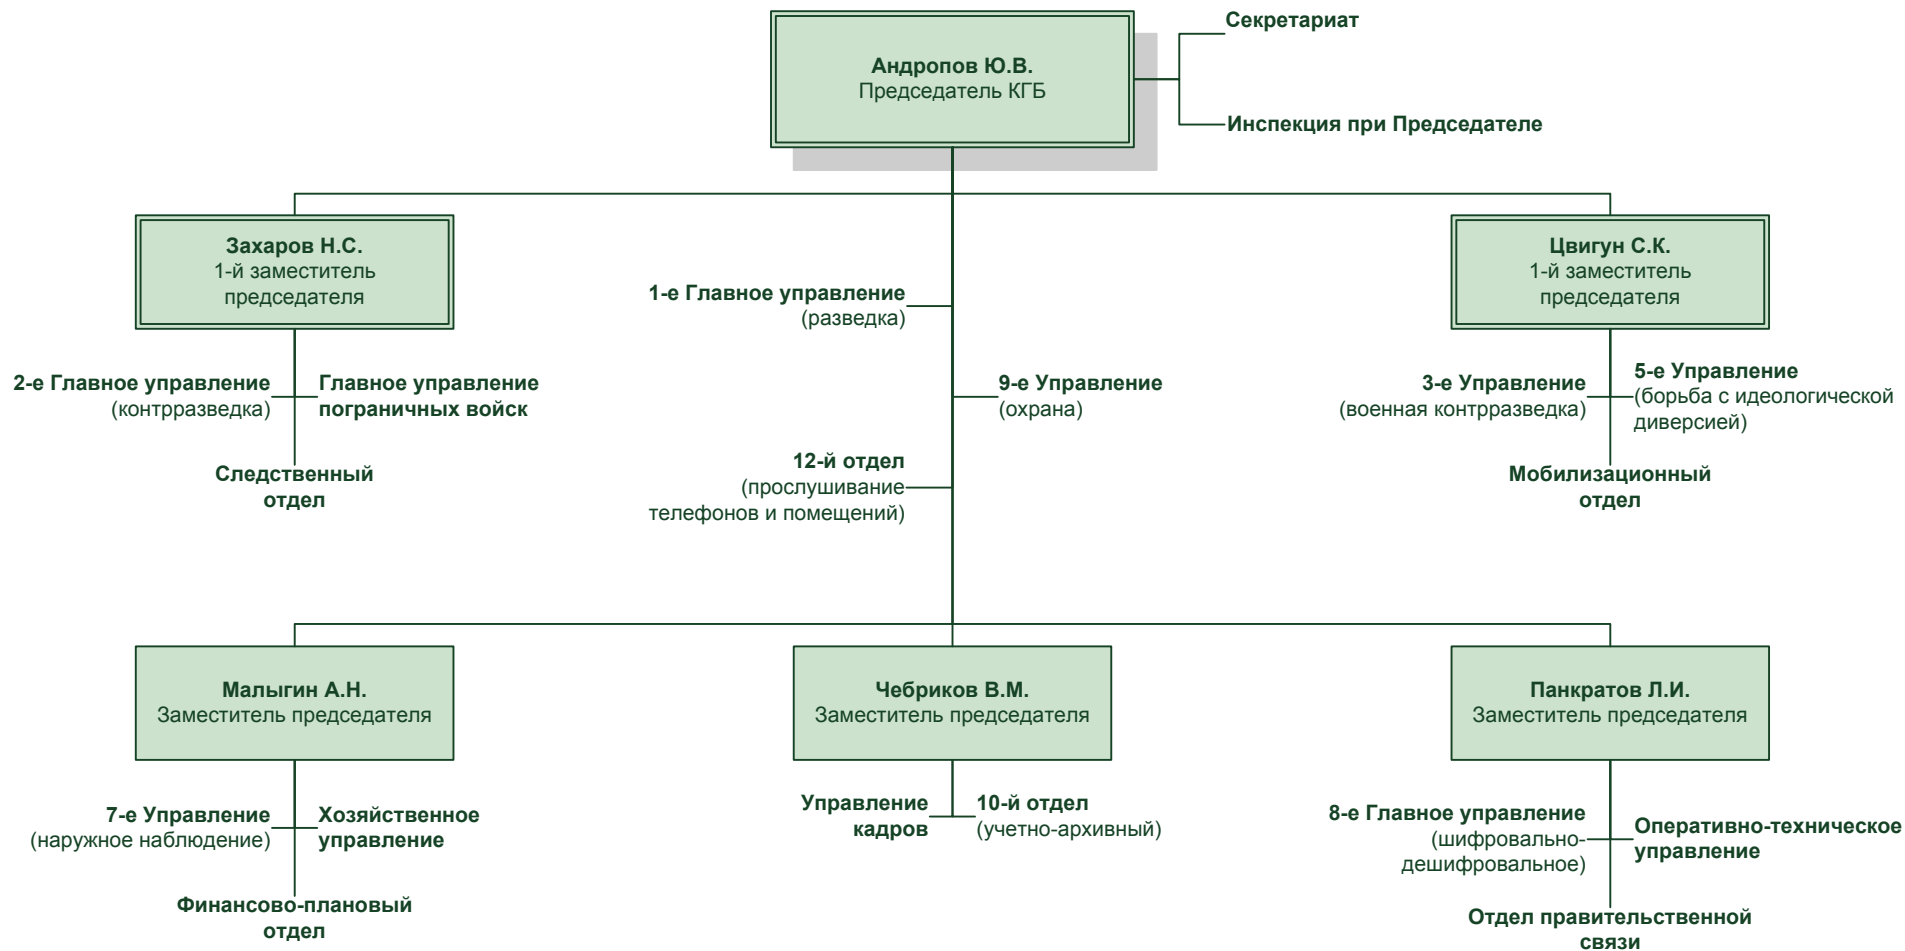 Секретариат
Андропов Ю.В.
Председатель КГБ
Инспекция при Председателе
Захаров Н.С.
1-й заместитель
председателя
Цвигун С.К.
1-й заместитель
председателя
1-е Главное управление
(разведка)
2-е Главное управление
(контрразведка)
Главное управление
пограничных войск
9-е Управление
(охрана)
3-е Управление
(военная контрразведка)
5-е Управление
(борьба с идеологической
диверсией)
Следственный
отдел
12-й отдел
(прослушивание
телефонов и помещений)
Мобилизационный
отдел
Малыгин А.Н.
Заместитель председателя
Чебриков В.М.
Заместитель председателя
Панкратов Л.И.
Заместитель председателя
7-е Управление
(наружное наблюдение)
Хозяйственное
управление
Управление
кадров
10-й отдел
(учетно-архивный)
8-е Главное управление
(шифровально-
дешифровальное)
Оперативно-техническое
управление
Финансово-плановый
отдел
Отдел правительственной
связи